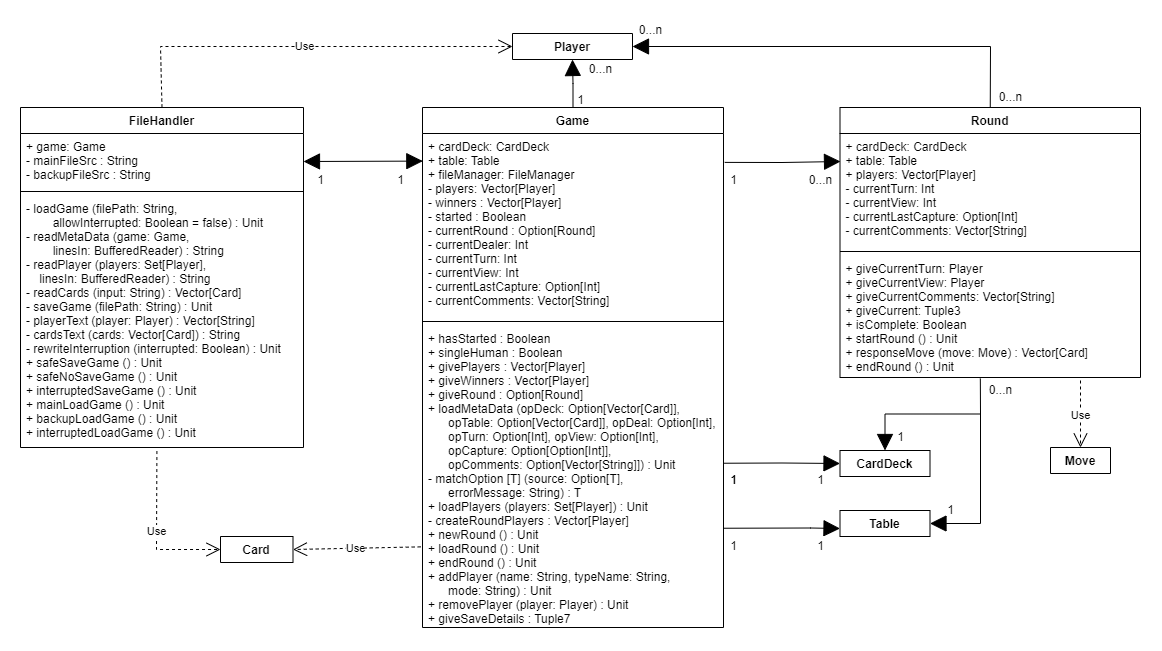 Player
0...n
Use
0...n
1
0...n
FileHandler
+ game: Game
- mainFileSrc : String
- backupFileSrc : String
- loadGame (filePath: String,
allowInterrupted: Boolean = false) : Unit
- readMetaData (game: Game,
linesIn: BufferedReader) : String
- readPlayer (players: Set[Player],
linesIn: BufferedReader) : String
- readCards (input: String) : Vector[Card]
- saveGame (filePath: String) : Unit
- playerText (player: Player) : Vector[String]
- cardsText (cards: Vector[Card]) : String
- rewriteInterruption (interrupted: Boolean) : Unit
+ safeSaveGame () : Unit
+ safeNoSaveGame () : Unit
+ interruptedSaveGame () : Unit
+ mainLoadGame () : Unit
+ backupLoadGame () : Unit
+ interruptedLoadGame () : Unit
1
1
Game
+ cardDeck: CardDeck
+ table: Table
+ fileManager: FileManager
- players: Vector[Player]
- winners: Vector[Player]
- started : Boolean
- currentRound : Option[Round]
- currentDealer: Int
- currentTurn: Int
- currentView: Int
- currentLastCapture: Option[Int]
- currentComments: Vector[String]
+ hasStarted : Boolean
+ singleHuman : Boolean
+ givePlayers : Vector[Player]
+ giveWinners : Vector[Player]
+ giveRound : Option[Round]
+ loadMetaData (opDeck: Option[Vector[Card]],
opTable: Option[Vector[Card]], opDeal: Option[Int],
opTurn: Option[Int], opView: Option[Int],
opCapture: Option[Option[Int]],
opComments: Option[Vector[String]]) : Unit
- matchOption [T] (source: Option[T],
errorMessage: String) : T
+ loadPlayers (players: Set[Player]) : Unit
- createRoundPlayers : Vector[Player]
+ newRound () : Unit
+ loadRound () : Unit
+ endRound () : Unit
+ addPlayer (name: String, typeName: String,
mode: String) : Unit
+ removePlayer (player: Player) : Unit
+ giveSaveDetails : Tuple7
1
0...n
Round
+ cardDeck: CardDeck
+ table: Table
+ players: Vector[Player]
- currentTurn: Int
- currentView: Int
- currentLastCapture: Option[Int]
- currentComments: Vector[String]
+ giveCurrentTurn: Player
+ giveCurrentView: Player
+ giveCurrentComments: Vector[String]
+ giveCurrent: Tuple3
+ isComplete: Boolean
+ startRound () : Unit
+ responseMove (move: Move) : Vector[Card]
+ endRound () : Unit
0...n
Use
1
Move
CardDeck
1
1
1
Table
1
1
Use
Card
Use